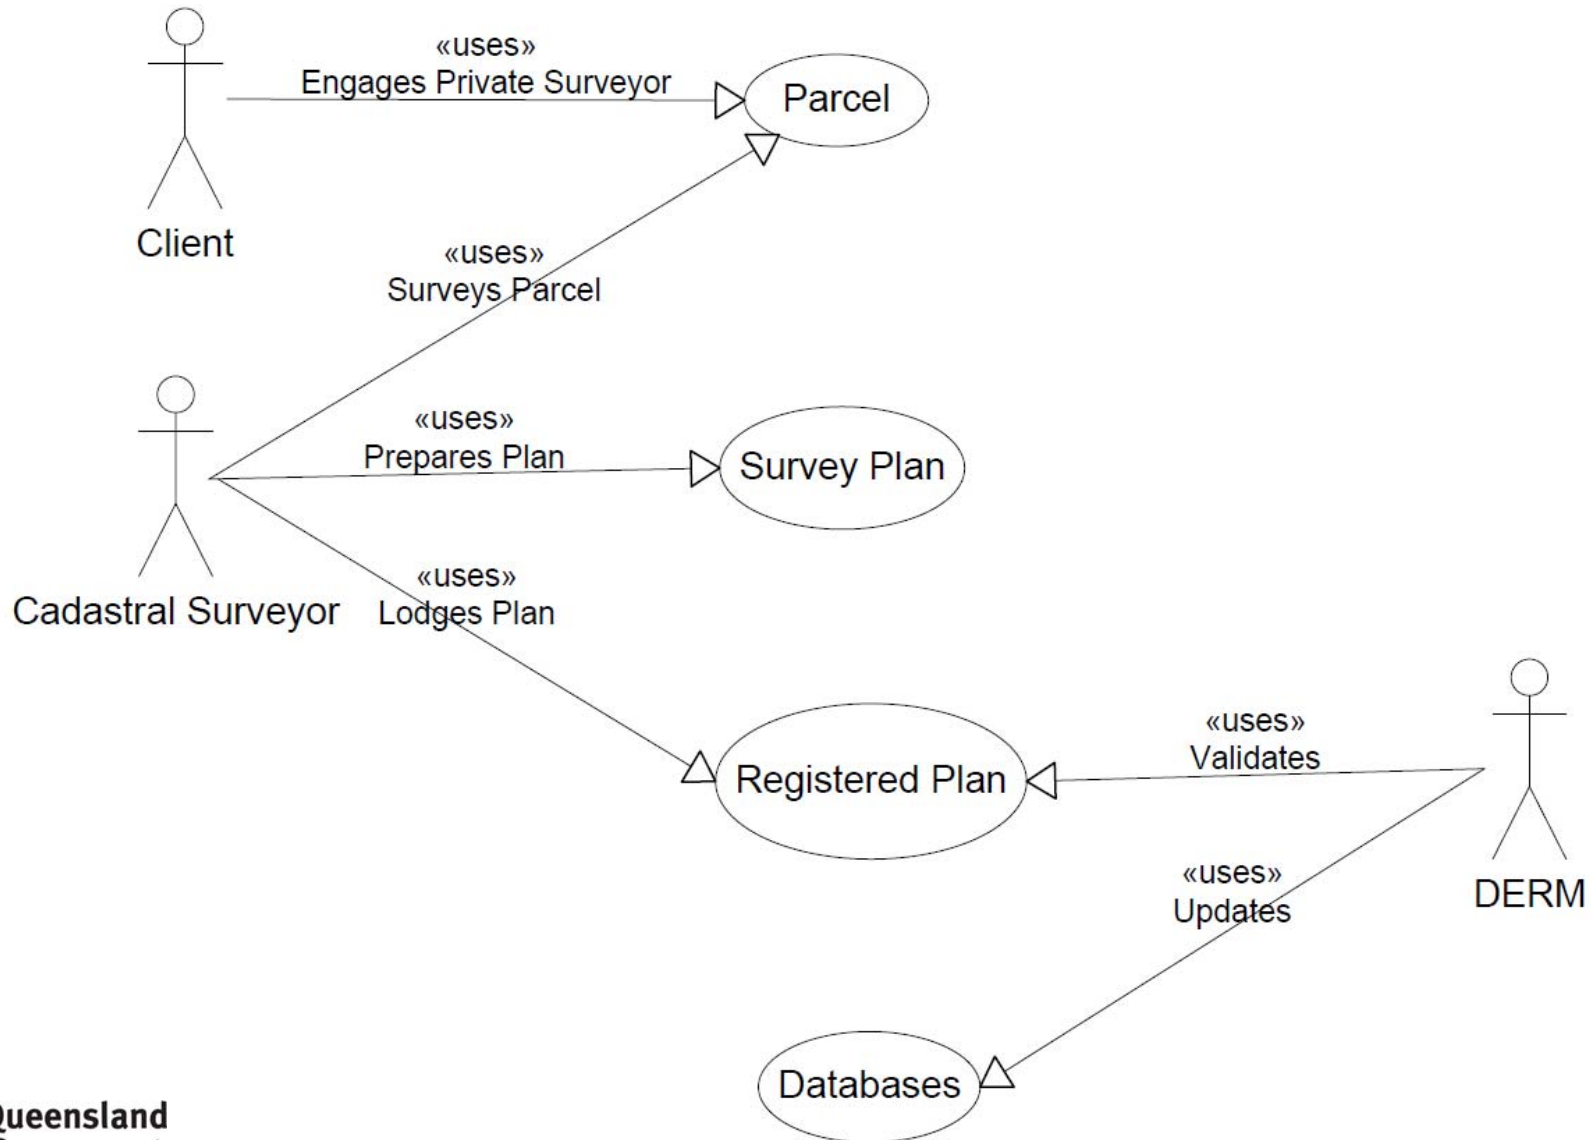 «uses»
Engages Private Surveyor
Parcel
Client
«uses»
Surveys Parcel
«uses»
Prepares Plan
Survey Plan
Cadastral Surveyor
«uses»
Lodges Plan
«uses»
Validates
Registered Plan
DERM
«uses»
Updates
Databases
Queensland